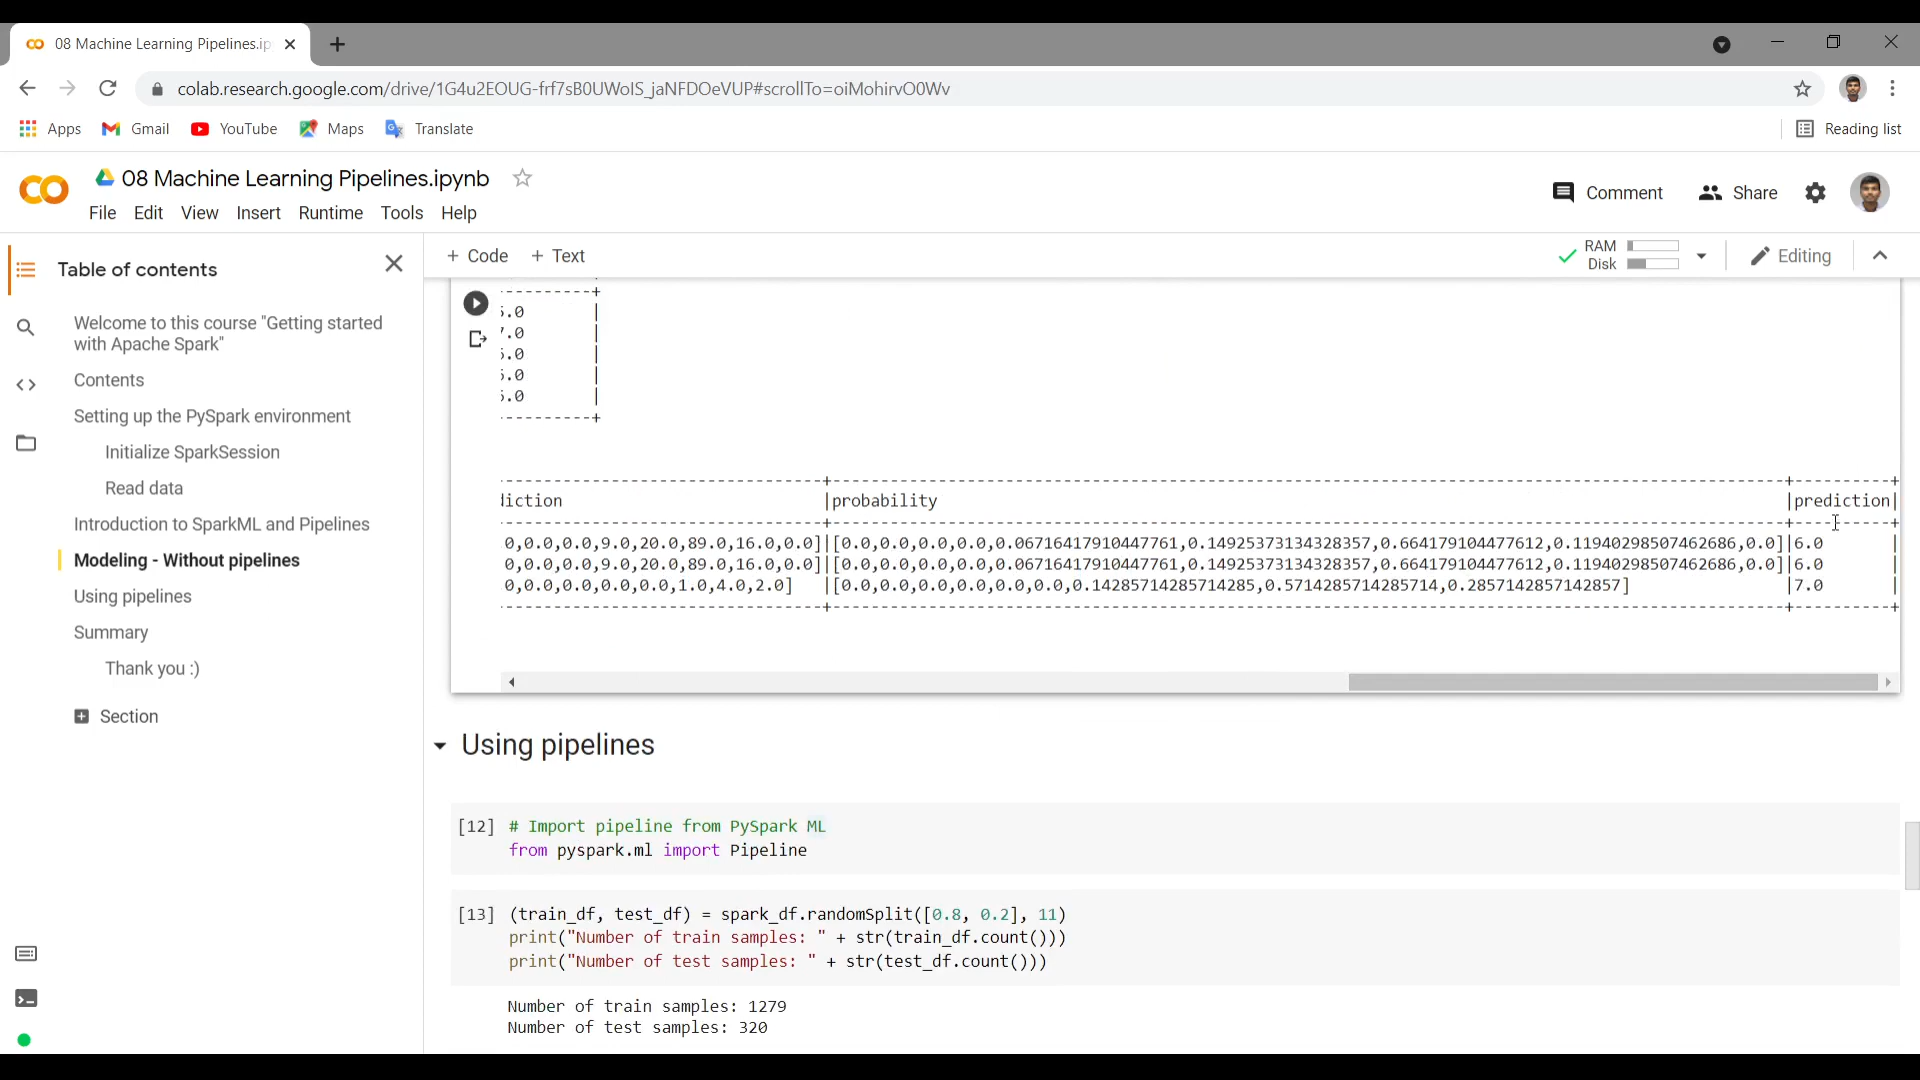 08 Machine Learning Pipelines.ip
colab.research.google.com/drive/1G4u2EOUG-frf7sB0UWoIS_jaNFDOeVUP#scrollTo=oiMohirvO0Wv
Apps Gmail YouTube Maps Translate Reading list
08 Machine Learning Pipelines.ipynb
Comment Share
File Edit View Insert Runtime Tools Help
Table of contents
+ Code + Text
RAM
Disk
Editing
Welcome to this course "Getting started
with Apache Spark"
Contents
Setting up the PySpark environment
Initialize SparkSession
Read data
Introduction to SparkML and Pipelines
Modeling - Without pipelines
Using pipelines
Summary
Thank you :)
Section
----------+
5.0 |
7.0 |
5.0 |
5.0 |
5.0 |
----------+
----------------------------------+----------------------------------------------------------------------------------------------------+----------+
diction |probability |prediction|
----------------------------------+----------------------------------------------------------------------------------------------------+----------+
0,0.0,0.0,9.0,20.0,89.0,16.0,0.0]|[0.0,0.0,0.0,0.0,0.06716417910447761,0.14925373134328357,0.664179104477612,0.11940298507462686,0.0]|6.0 |
0,0.0,0.0,9.0,20.0,89.0,16.0,0.0]|[0.0,0.0,0.0,0.0,0.06716417910447761,0.14925373134328357,0.664179104477612,0.11940298507462686,0.0]|6.0 |
0,0.0,0.0,0.0,0.0,1.0,4.0,2.0] |[0.0,0.0,0.0,0.0,0.0,0.0,0.14285714285714285,0.5714285714285714,0.2857142857142857] |7.0 |
----------------------------------+----------------------------------------------------------------------------------------------------+----------+
Using pipelines
[12] # Import pipeline from PySpark ML
from pyspark.ml import Pipeline
[13] (train_df, test_df) = spark_df.randomSplit([0.8, 0.2], 11)
print("Number of train samples: " + str(train_df.count()))
print("Number of test samples: " + str(test_df.count()))
Number of train samples: 1279
Number of test samples: 320